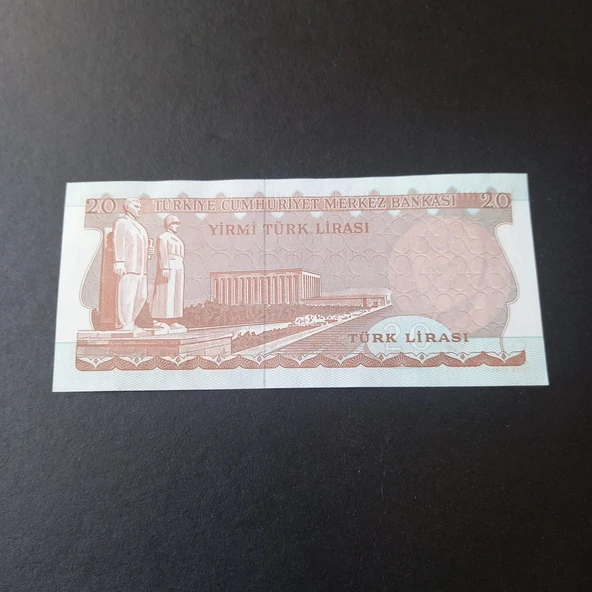 20 TÜRKİYE CUMHURİYET MERKEZ BANKASI 20
YİRMİ TÜRK LİRASI
20
TÜRK LİRASI